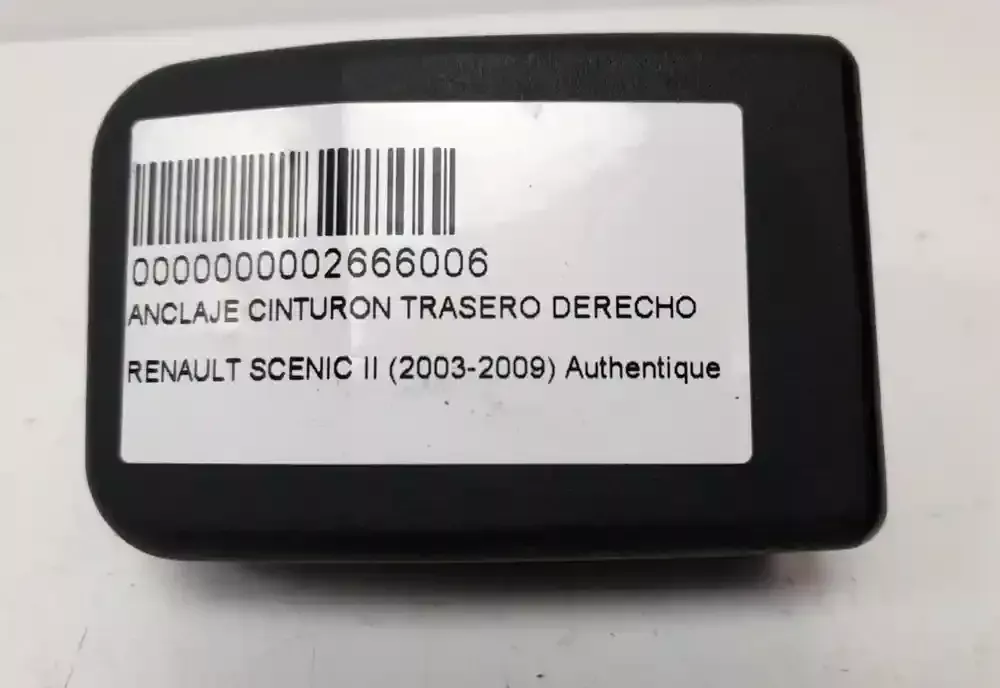 0000000002666006
ANCLAJE CINTURON TRASERO DERECHO
RENAULT SCENIC II (2003-2009) Authentique